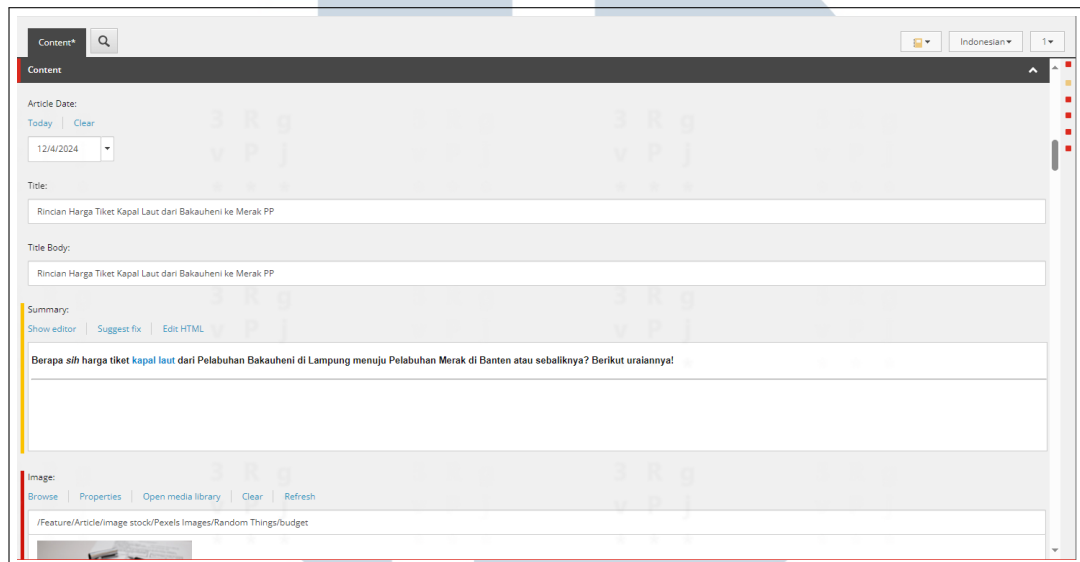 Content*
Indonesian
1
Content
Article Date:
Today Clear
12/4/2024
Title:
Rincian Harga Tiket Kapal Laut dari Bakauheni ke Merak PP
Title Body:
Rincian Harga Tiket Kapal Laut dari Bakauheni ke Merak PP
Summary:
Show editor Suggest fix Edit HTML
Berapa sih harga tiket kapal laut dari Pelabuhan Bakauheni di Lampung menuju Pelabuhan Merak di Banten atau sebaliknya? Berikut uraiannya!
Image:
Browse Properties Open media library Clear Refresh
/Feature/Article/image stock/Pexels Images/Random Things/budget